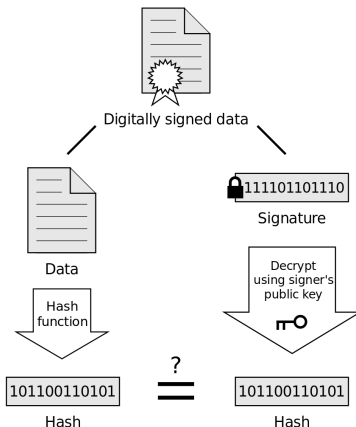 Digitally signed data
111101101110
Signature
Data
Decrypt
using signer's
public key
Hash
function
?
=
101100110101
101100110101
Hash
Hash